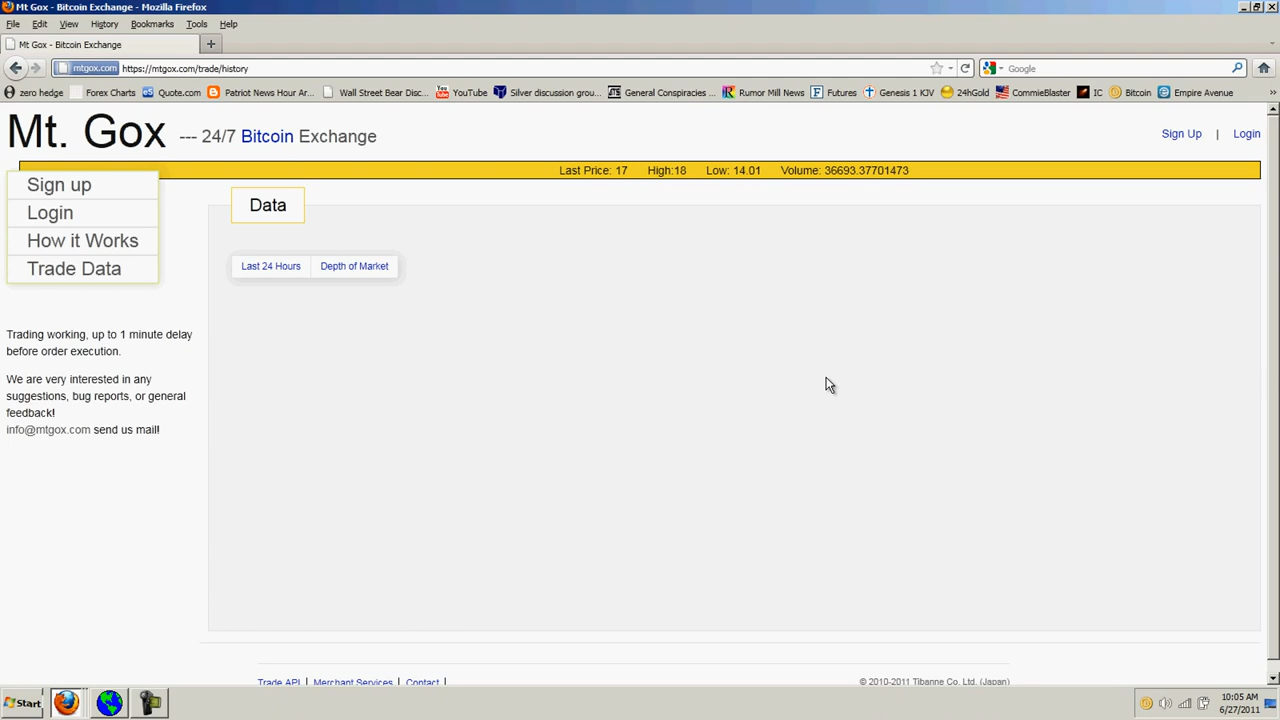 Mt Gox - Bitcoin Exchange - Mozilla Firefox
File Edit View History Bookmarks Tools Help
Mt Gox - Bitcoin Exchange
mtgox.com https://mtgox.com/trade/history
Google
zero hedge Forex Charts Quote.com Patriot News Hour Ar... Wall Street Bear Disc... YouTube Silver discussion grou... General Conspiracies ... Rumor Mill News Futures Genesis 1 KJV 24hGold CommieBlaster IC Bitcoin Empire Avenue
Mt. Gox --- 24/7 Bitcoin Exchange
Sign Up | Login
Last Price: 17 High:18 Low: 14.01 Volume: 36693.37701473
Sign up
Login
How it Works
Trade Data
Data
Last 24 Hours Depth of Market
Trading working, up to 1 minute delay
before order execution.
We are very interested in any
suggestions, bug reports, or general
feedback!
info@mtgox.com send us mail!
Trade API | Merchant Services | Contact |
© 2010-2011 Tibanne Co. Ltd. (Japan)
Start
10:05 AM
6/27/2011